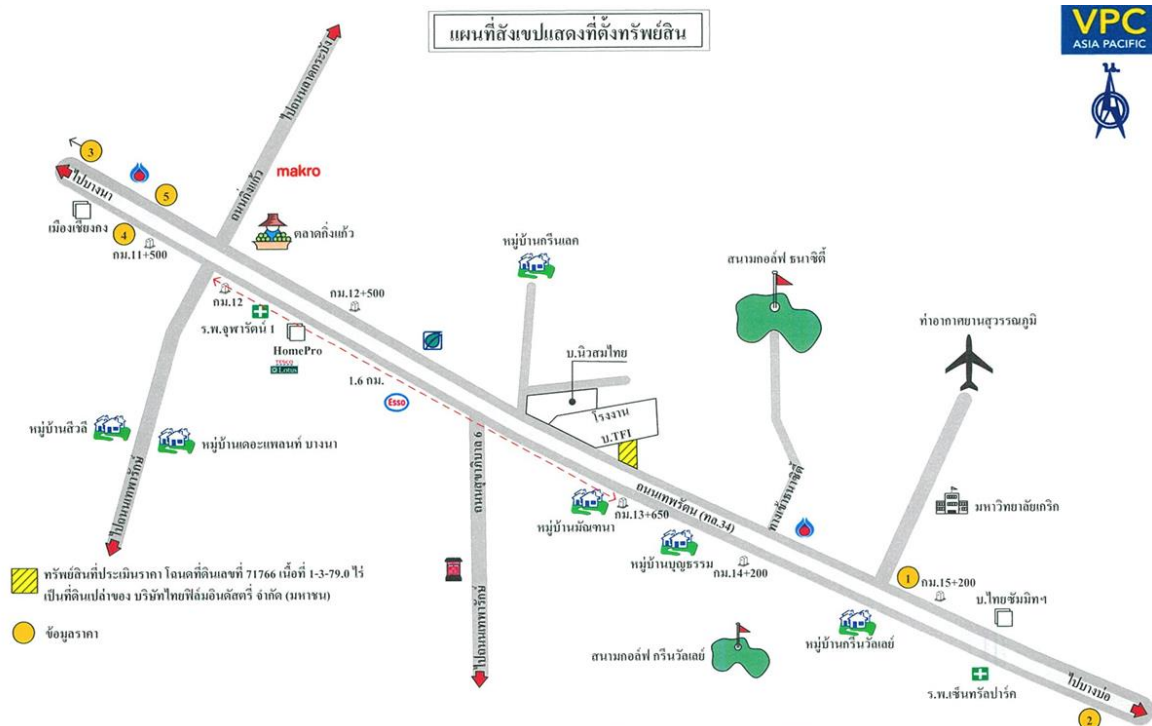 แผนที่สังเขปแสดงที่ตั้งทรัพย์สิน
VPC
ASIA PACIFIC
น.
ไปถนนลาดกระบัง
ถนนกิ่งแก้ว
makro
3
5
ไปบางนา
เมืองเชียงกง
4
กม.11+500
ตลาดกิ่งแก้ว
หมู่บ้านกรีนเลค
สนามกอล์ฟ ธนาซิตี้
ท่าอากาศยานสุวรรณภูมิ
กม.12
กม.12+500
ร.พ.จุฬารัตน์ 1
HomePro
TESCO
Lotus
1.6 กม.
Esso
บ.นิวสมไทย
โรงงาน
บ.TFI
หมู่บ้านสีวลี
หมู่บ้านเดอะแพลนท์ บางนา
ไปถนนเทพารักษ์
ถนนสุขาภิบาล 6
ถนนเทพรัตน (ทล.34)
ทางเข้าธนาซิตี้
มหาวิทยาลัยเกริก
หมู่บ้านมัณฑนา
กม.13+650
หมู่บ้านบุญธรรม
กม.14+200
1
กม.15+200
บ.ไทยซัมมิทฯ
ทรัพย์สินที่ประเมินราคา โฉนดที่ดินเลขที่ 71766 เนื้อที่ 1-3-79.0 ไร่
เป็นที่ดินเปล่าของ บริษัทไทยฟิล์มอินดัสตรี่ จำกัด (มหาชน)
ข้อมูลราคา
ไปถนนเทพารักษ์
สนามกอล์ฟ กรีนวัลเลย์
หมู่บ้านกรีนวัลเลย์
ร.พ.เซ็นทรัลปาร์ค
ไปบางบ่อ
2